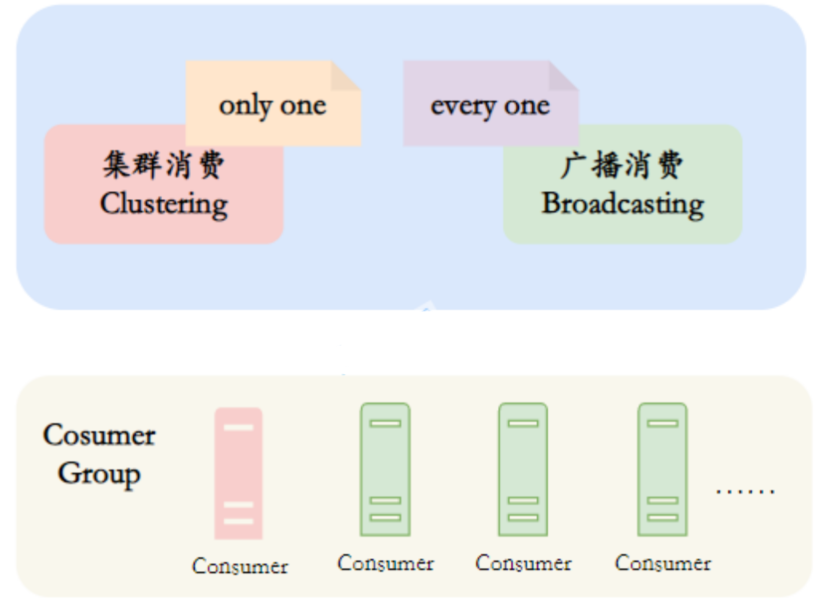 only one
every one
集群消费
Clustering
广播消费
Broadcasting
Cosumer
Group
......
Consumer
Consumer
Consumer
Consumer